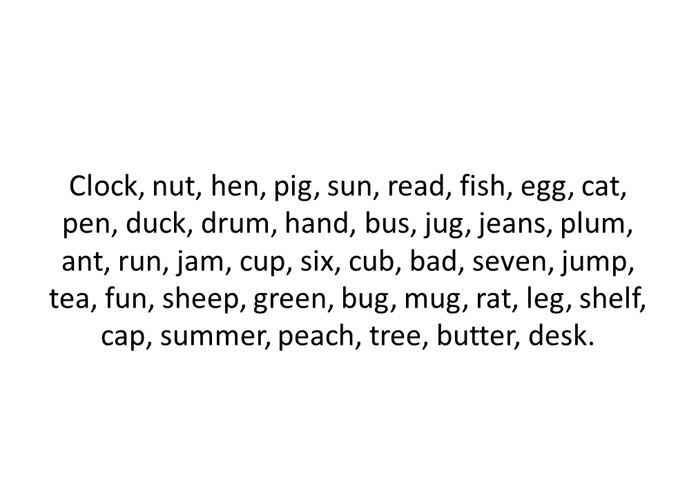 Clock, nut, hen, pig, sun, read, fish, egg, cat,
pen, duck, drum, hand, bus, jug, jeans, plum,
ant, run, jam, cup, six, cub, bad, seven, jump,
tea, fun, sheep, green, bug, mug, rat, leg, shelf,
cap, summer, peach, tree, butter, desk.